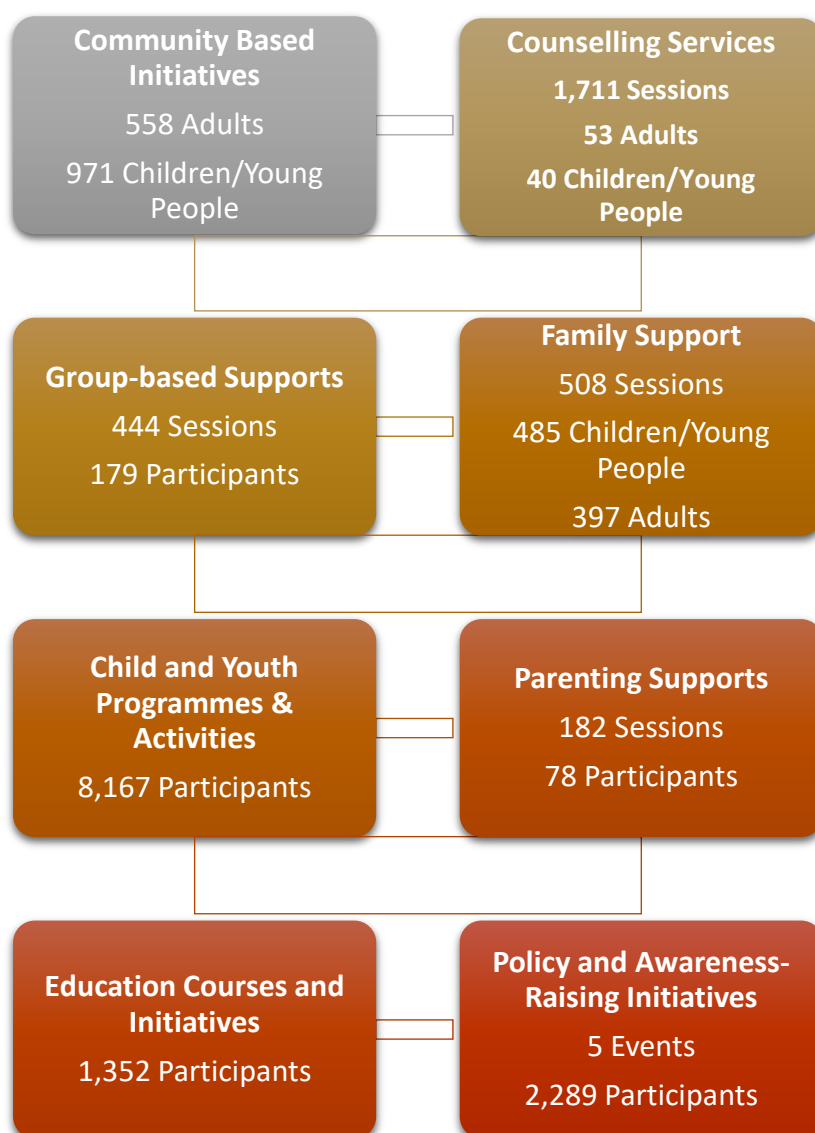 Community Based
Initiatives
558 Adults
971 Children/Young
People
Counselling Services
1,711 Sessions
53 Adults
40 Children/Young
People
Group-based Supports
444 Sessions
179 Participants
Family Support
508 Sessions
485 Children/Young
People
397 Adults
Child and Youth
Programmes &
Activities
8,167 Participants
Parenting Supports
182 Sessions
78 Participants
Education Courses and
Initiatives
1,352 Participants
Policy and Awareness-
Raising Initiatives
5 Events
2,289 Participants